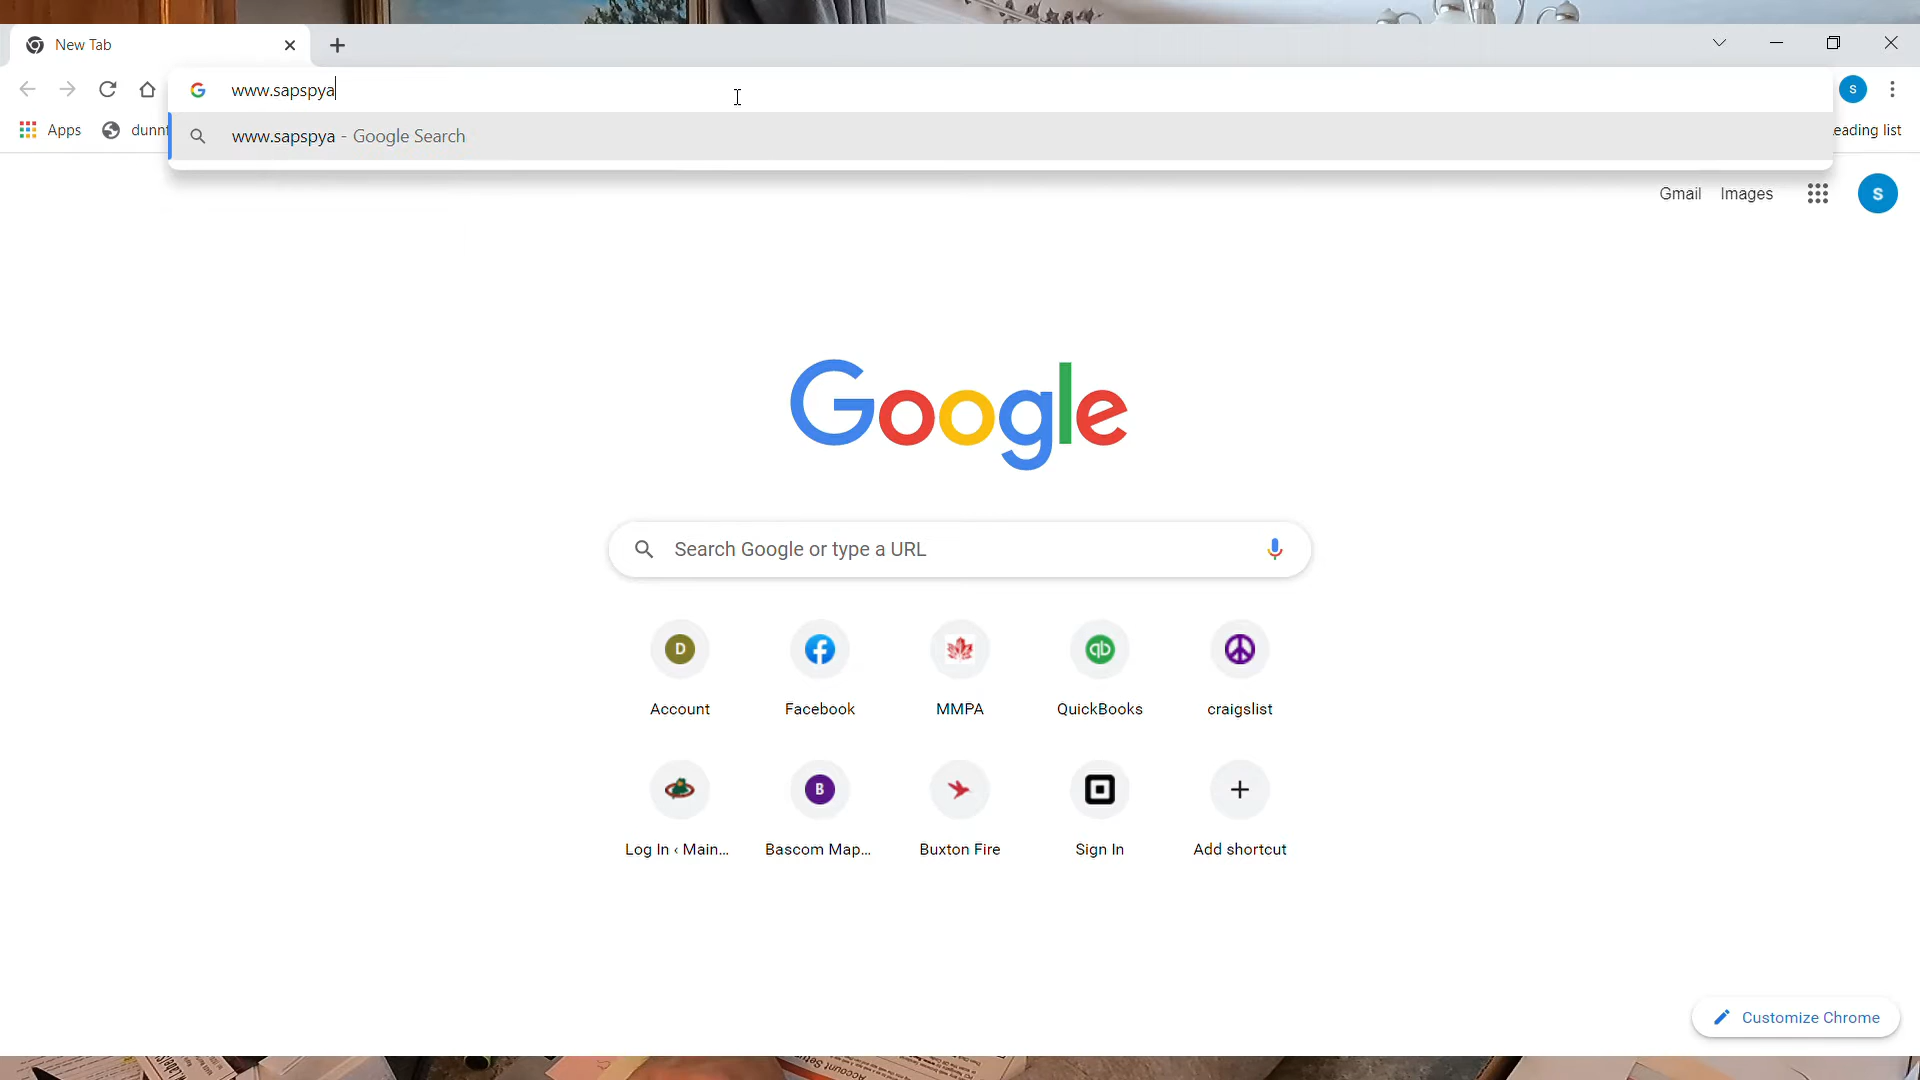 New Tab
www.sapspya
www.sapspya - Google Search
Apps
dunnf
eading list
Gmail Images
S
Google
Search Google or type a URL
D
B
Account Facebook MMPA QuickBooks craigslist
Log In ‹ Main... Bascom Map... Buxton Fire Sign In Add shortcut
Customize Chrome